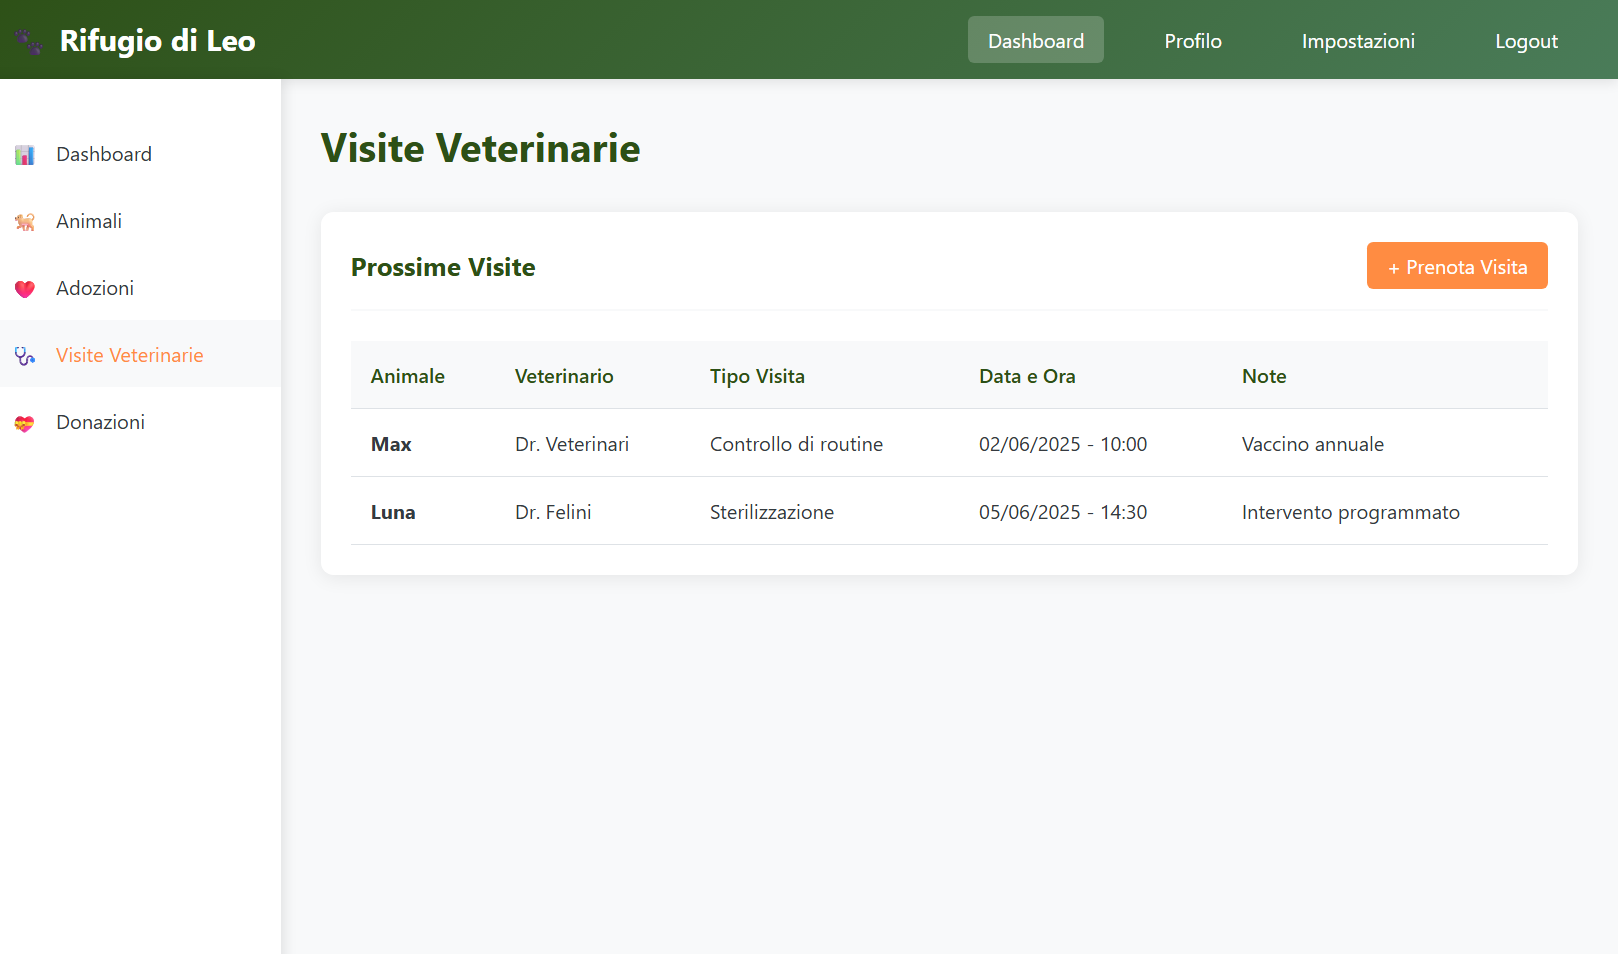 Rifugio di Leo
Dashboard Profilo Impostazioni Logout
Dashboard
Animali
Adozioni
Visite Veterinarie
Donazioni
Visite Veterinarie
Prossime Visite
+ Prenota Visita
Animale Veterinario Tipo Visita Data e Ora Note
Max Dr. Veterinari Controllo di routine 02/06/2025 - 10:00 Vaccino annuale
Luna Dr. Felini Sterilizzazione 05/06/2025 - 14:30 Intervento programmato